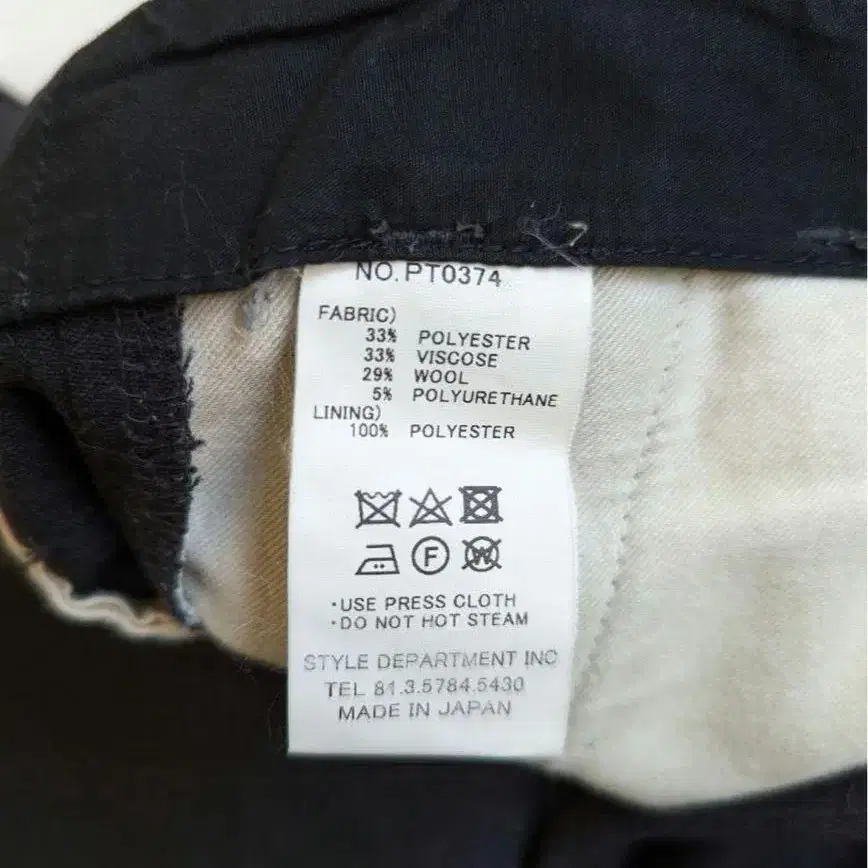 NO. PT0374
FABRIC)
33% POLYESTER
33% VISCOSE
29% WOOL
5% POLYURETHANE
LINING)
100% POLYESTER
F W
・USE PRESS CLOTH
・DO NOT HOT STEAM
STYLE DEPARTMENT INC
TEL 81.3.5784.5430
MADE IN JAPAN